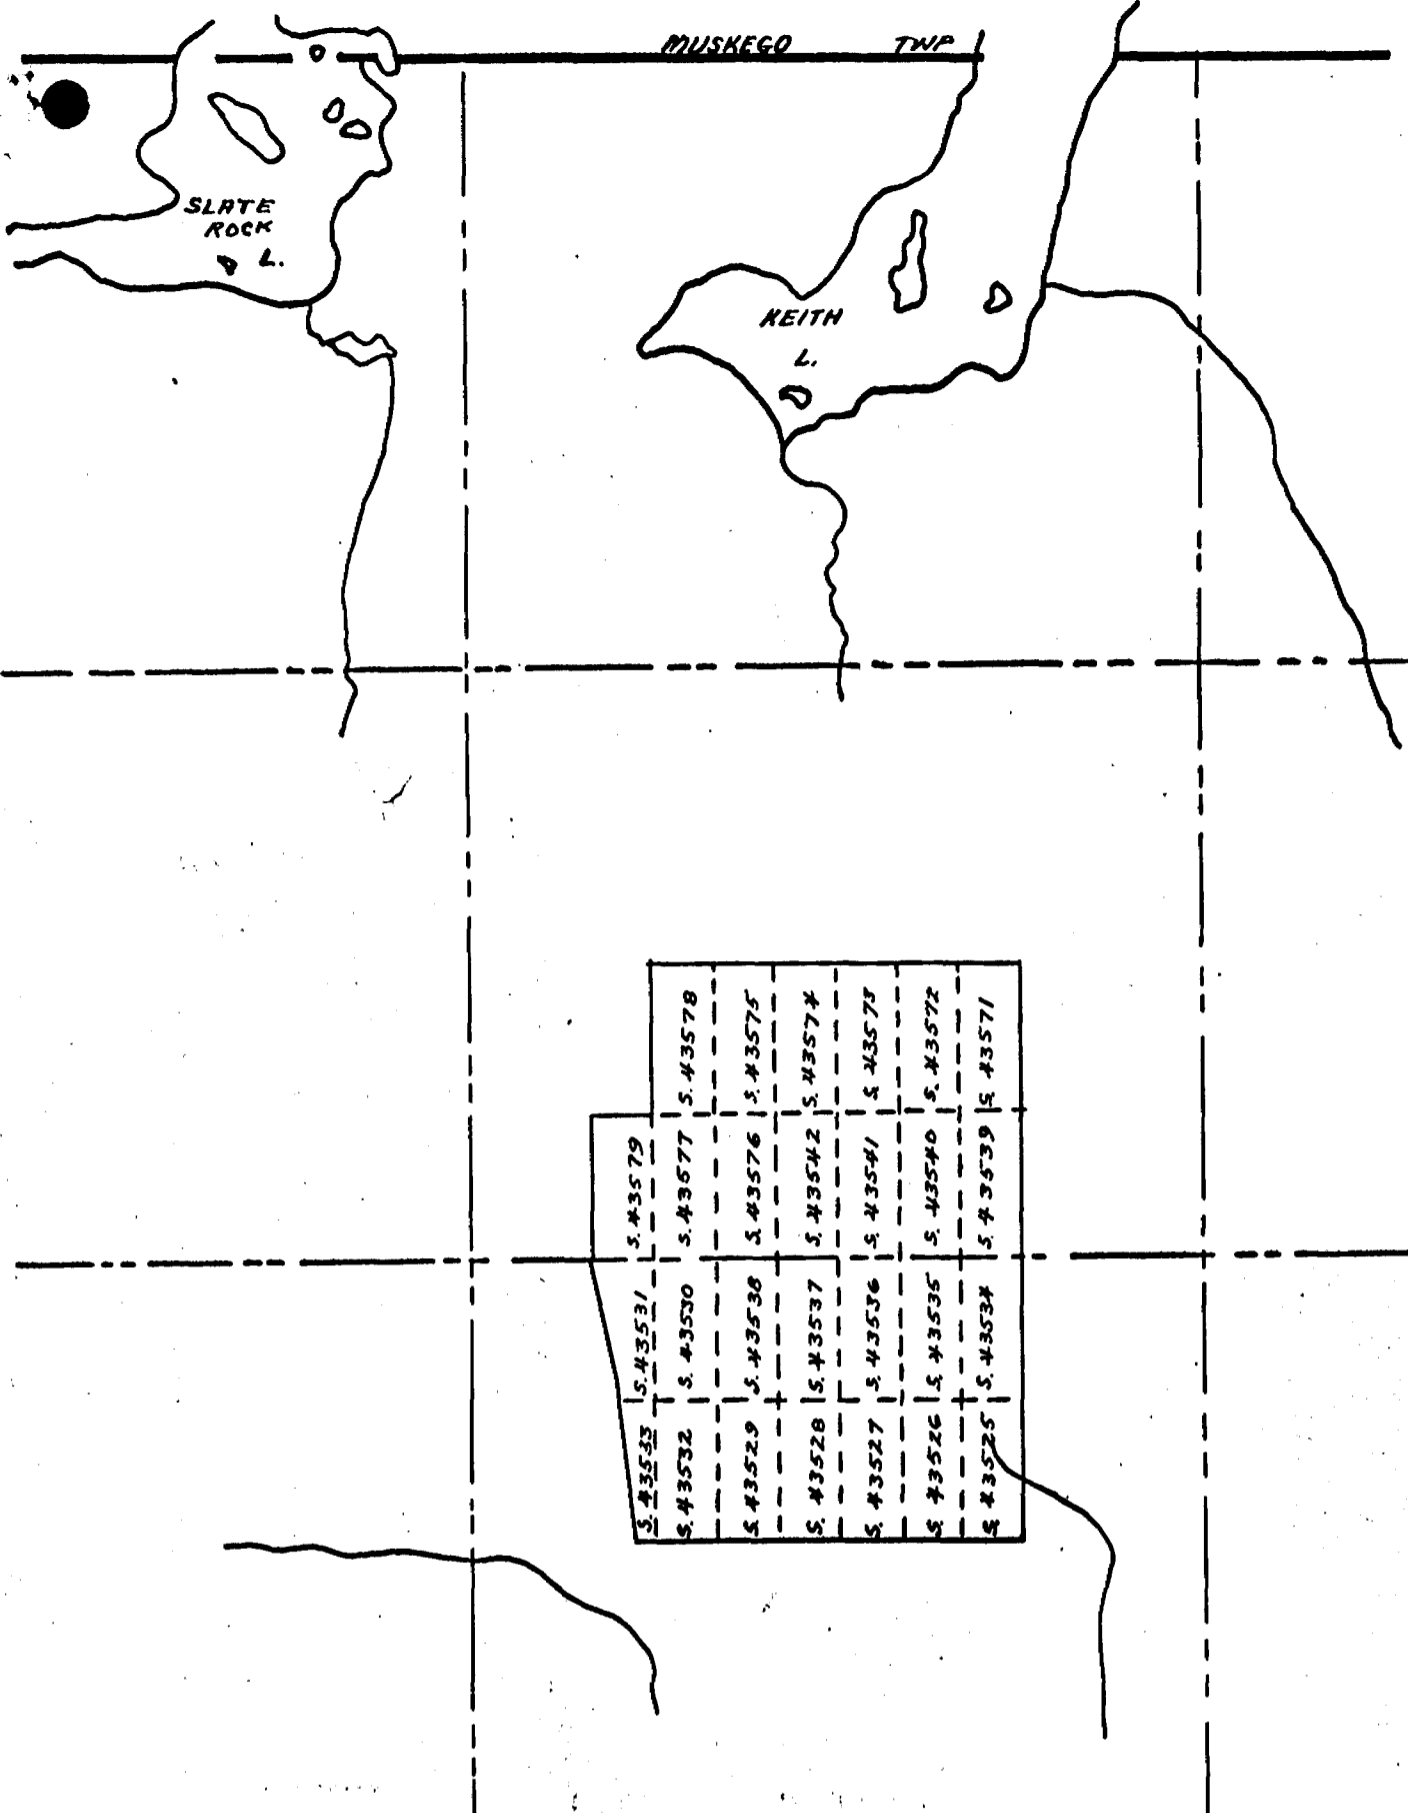 MUSKEGO TWP
SLATE
ROCK
L.
KEITH
L.
S. 43578
S. 43575
S. 43574
S. 43573
S. 43572
S. 43571
S. 43579
S. 43577
S. 43576
S. 43542
S. 43541
S. 43540
S. 43539
S. 43531
S. 43530
S. 43538
S. 43537
S. 43536
S. 43535
S. 43534
S. 43533
S. 43532
S. 43529
S. 43528
S. 43527
S. 43526
S. 43525